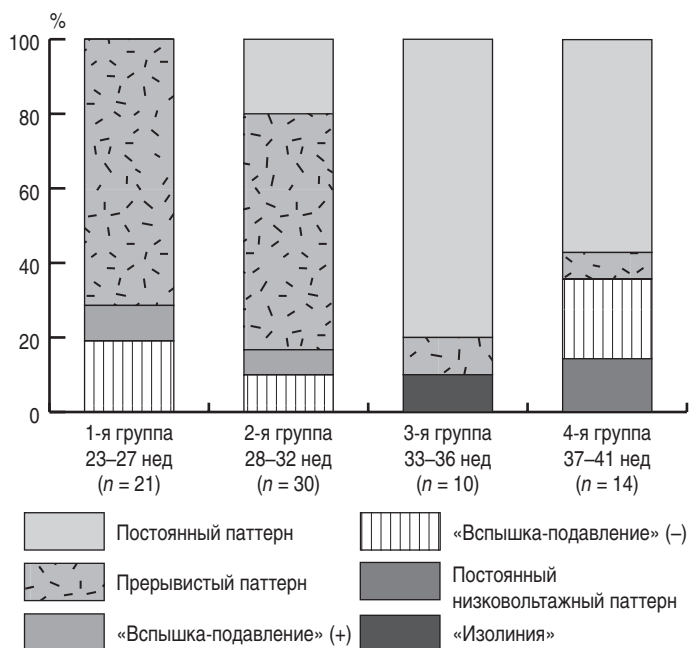 %
100
80
60
40
20
0
1-я группа
23–27 нед
(n = 21)
2-я группа
28–32 нед
(n = 30)
3-я группа
33–36 нед
(n = 10)
4-я группа
37–41 нед
(n = 14)
Постоянный паттерн
Прерывистый паттерн
«Вспышка-подавление» (+)
«Вспышка-подавление» (–)
Постоянный
низковольтажный паттерн
«Изолиния»